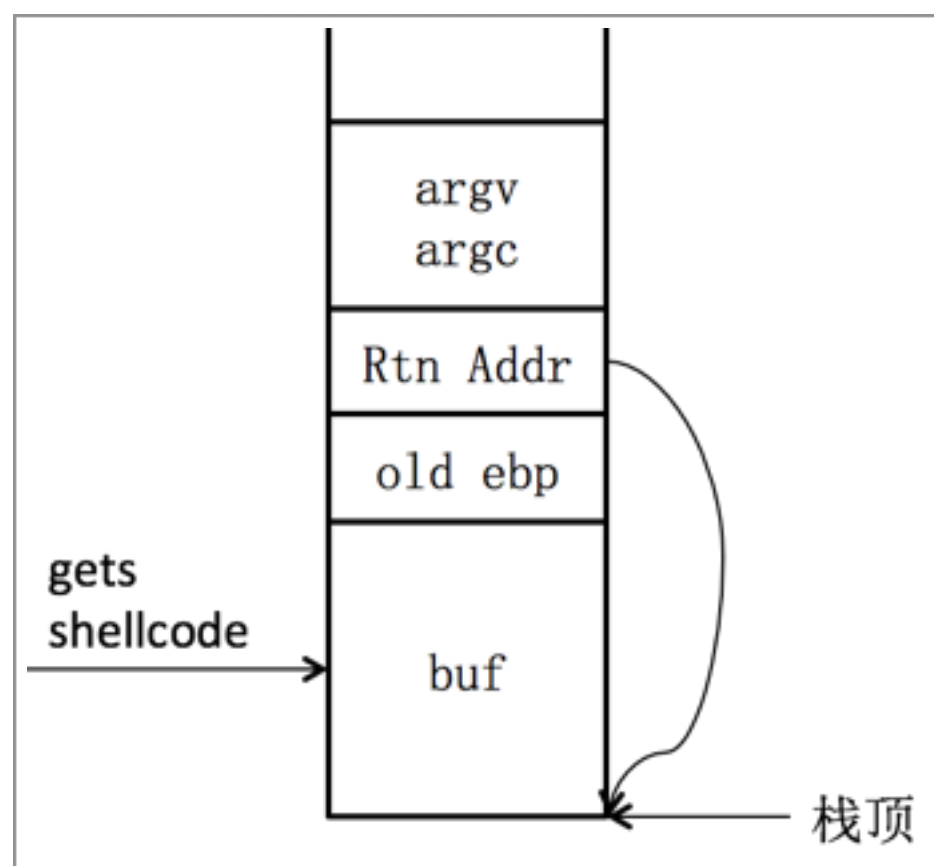 argv
argc
Rtn Addr
old ebp
gets
shellcode
buf
栈顶